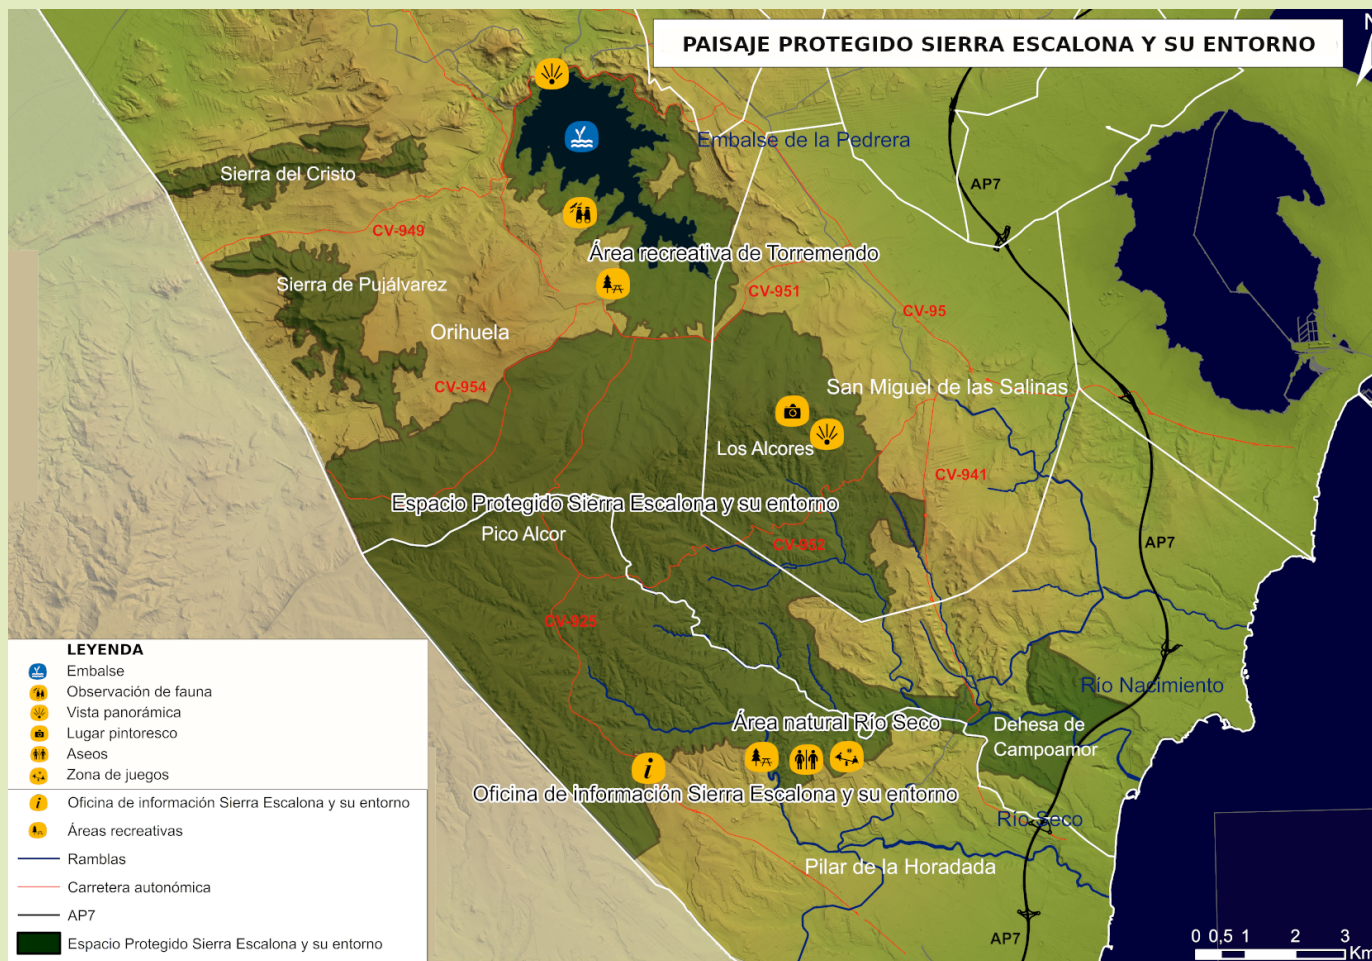 PAISAJE PROTEGIDO SIERRA ESCALONA Y SU ENTORNO
N
Embalse de la Pedrera
Sierra del Cristo
AP7
CV-949
Área recreativa de Torremendo
Sierra de Pujálvarez
CV-951
CV-95
Orihuela
CV-954
San Miguel de las Salinas
Los Alcores
CV-941
Espacio Protegido Sierra Escalona y su entorno
Pico Alcor
CV-952
AP7
CV-925
Río Nacimiento
Área natural Río Seco
Dehesa de
Campoamor
Oficina de información Sierra Escalona y su entorno
Río Seco
Pilar de la Horadada
AP7
LEYENDA
Embalse
Observación de fauna
Vista panorámica
Lugar pintoresco
Aseos
Zona de juegos
i Oficina de información Sierra Escalona y su entorno
Áreas recreativas
Ramblas
Carretera autonómica
AP7
Espacio Protegido Sierra Escalona y su entorno
0 0,5 1 2 3
Km